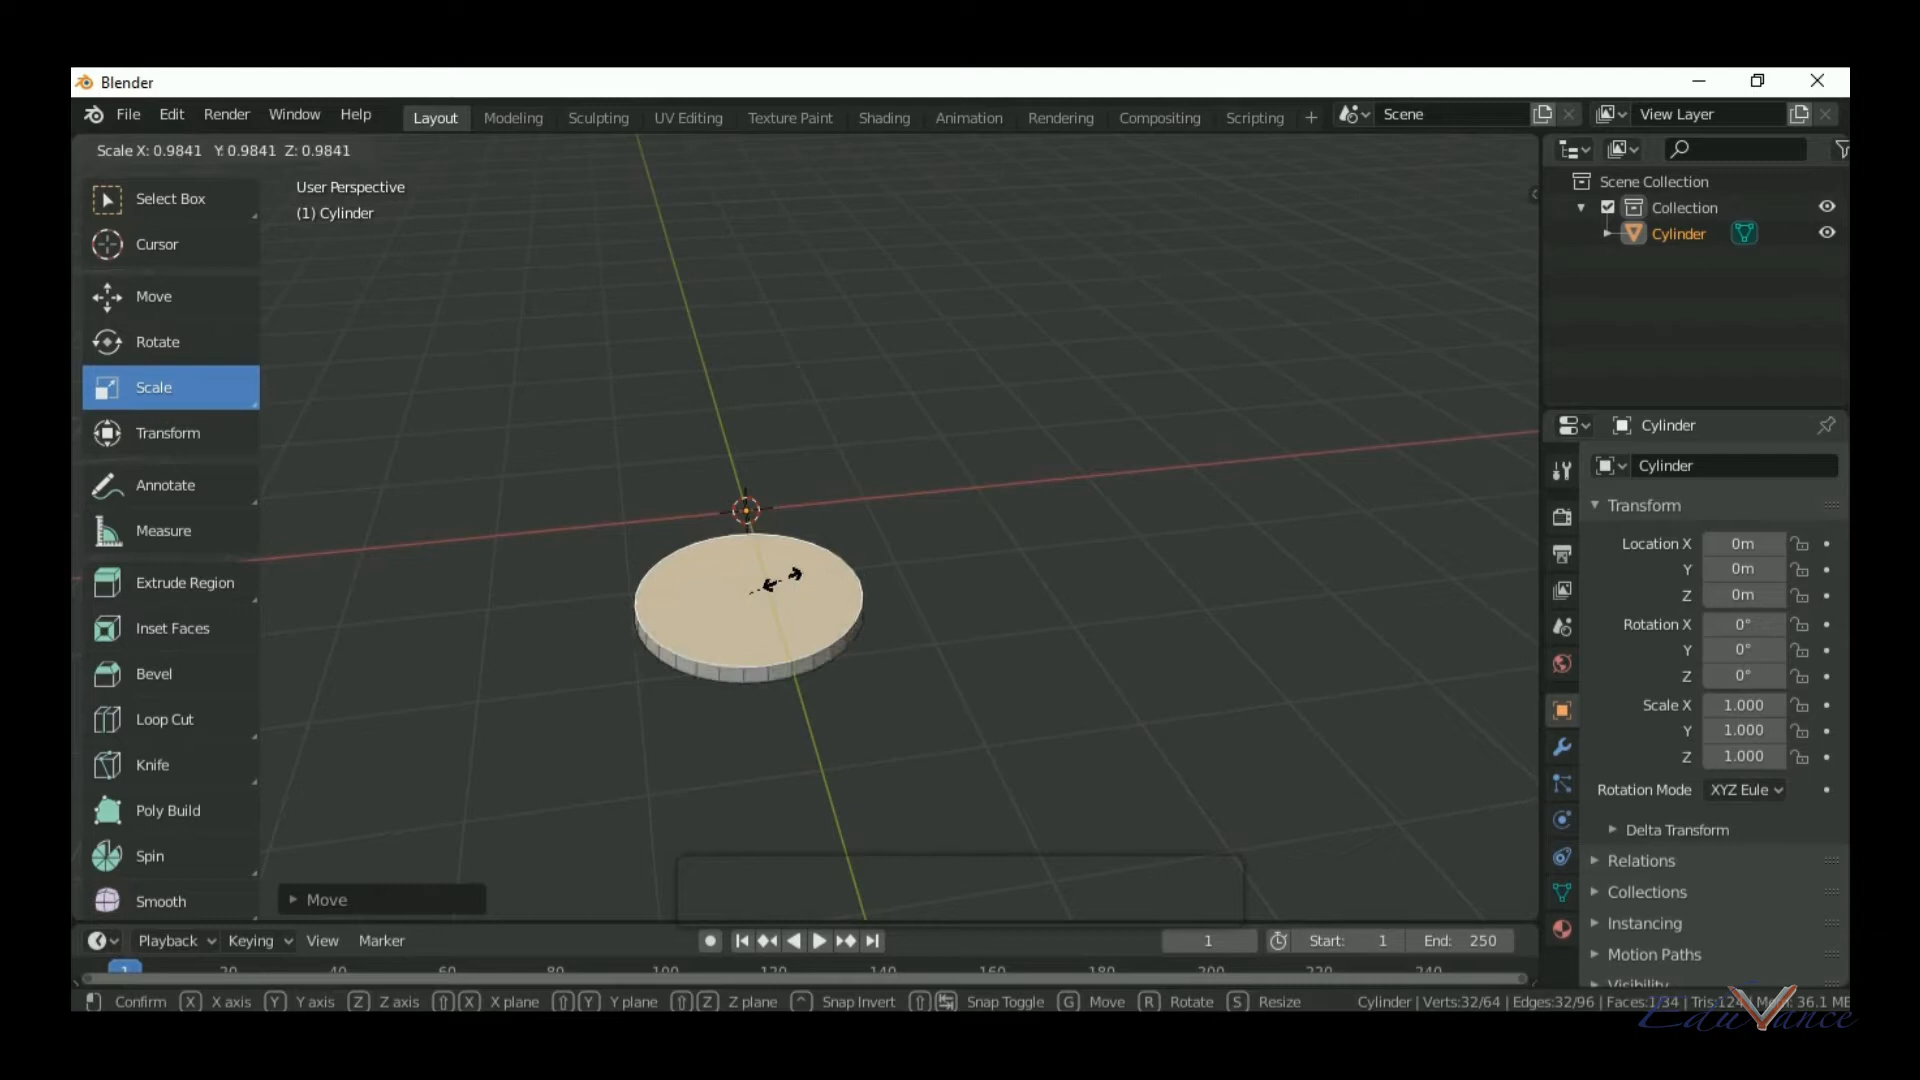 Blender
File Edit Render Window Help Layout Modeling Sculpting UV Editing Texture Paint Shading Animation Rendering Compositing Scripting + Scene View Layer
Scale X: 0.9841 Y: 0.9841 Z: 0.9841
User Perspective
(1) Cylinder
Select Box
Cursor
Move
Rotate
Scale
Transform
Annotate
Measure
Extrude Region
Inset Faces
Bevel
Loop Cut
Knife
Poly Build
Spin
Smooth
Move
Scene Collection
Collection
Cylinder
Cylinder
Cylinder
Transform
Location X 0m
Y 0m
Z 0m
Rotation X 0°
Y 0°
Z 0°
Scale X 1.000
Y 1.000
Z 1.000
Rotation Mode XYZ Eule
Delta Transform
Relations
Collections
Instancing
Motion Paths
Visibility
Playback Keying View Marker 1 Start: 1 End: 250
1 20 40 60 80 100 120 140 160 180 200 220 240
Confirm X X axis Y Y axis Z Z axis X X plane Y Y plane Z Z plane ^ Snap Invert Snap Toggle G Move R Rotate S Resize Cylinder | Verts:32/64 | Edges:32/96 | Faces:1/34 | Tris:124 | Mem: 36.1 ME
EduVance